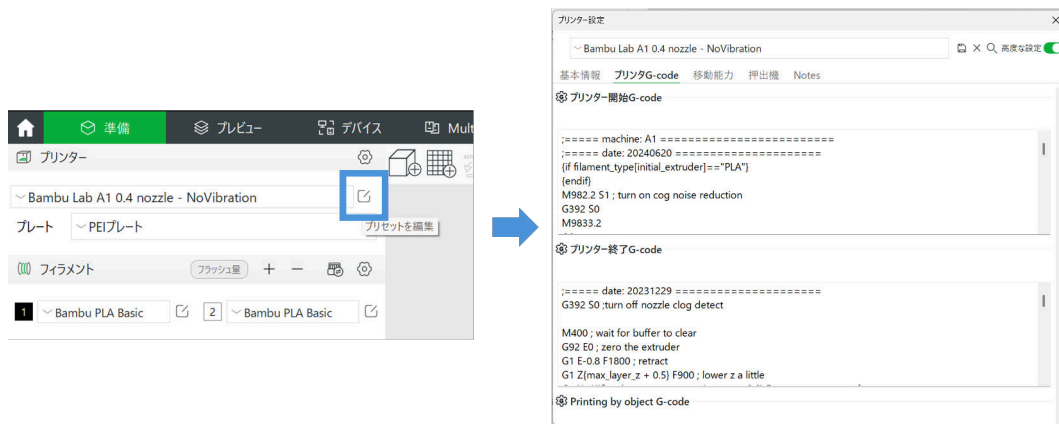 準備
プレビュー
デバイス
Mult
プリンター
Bambu Lab A1 0.4 nozzle - NoVibration
プリセットを編集
プレート
PEIプレート
フィラメント
フラッシュ量
1
Bambu PLA Basic
2
Bambu PLA Basic
プリンター設定
Bambu Lab A1 0.4 nozzle - NoVibration
高度な設定
基本情報 プリンタG-code 移動能力 押出機 Notes
プリンター開始G-code
;===== machine: A1 =========================
;===== date: 20240620 =====================
{if filament_type[initial_extruder]=="PLA"}
{endif}
M982.2 S1 ; turn on cog noise reduction
G392 S0
M9833.2
プリンター終了G-code
;===== date: 20231229 =====================
G392 S0 ;turn off nozzle clog detect
M400 ; wait for buffer to clear
G92 E0 ; zero the extruder
G1 E-0.8 F1800 ; retract
G1 Z{max_layer_z + 0.5} F900 ; lower z a little
Printing by object G-code